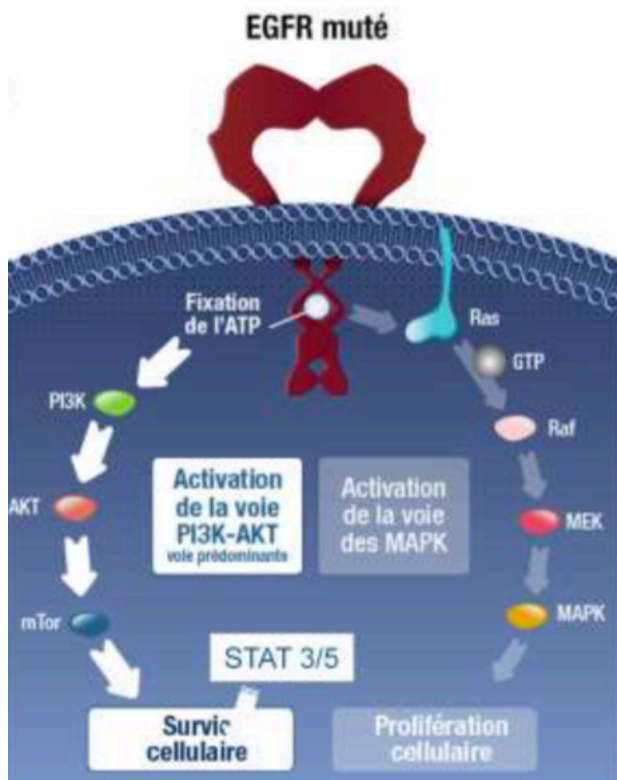 EGFR muté
Fixation
de l'ATP
Ras
GTP
PI3K
Raf
Activation
de la voie
PI3K-AKT
voie prédominante
Activation
de la voie
des MAPK
AKT
MEK
mTor
MAPK
STAT 3/5
Survie
cellulaire
Prolifération
cellulaire